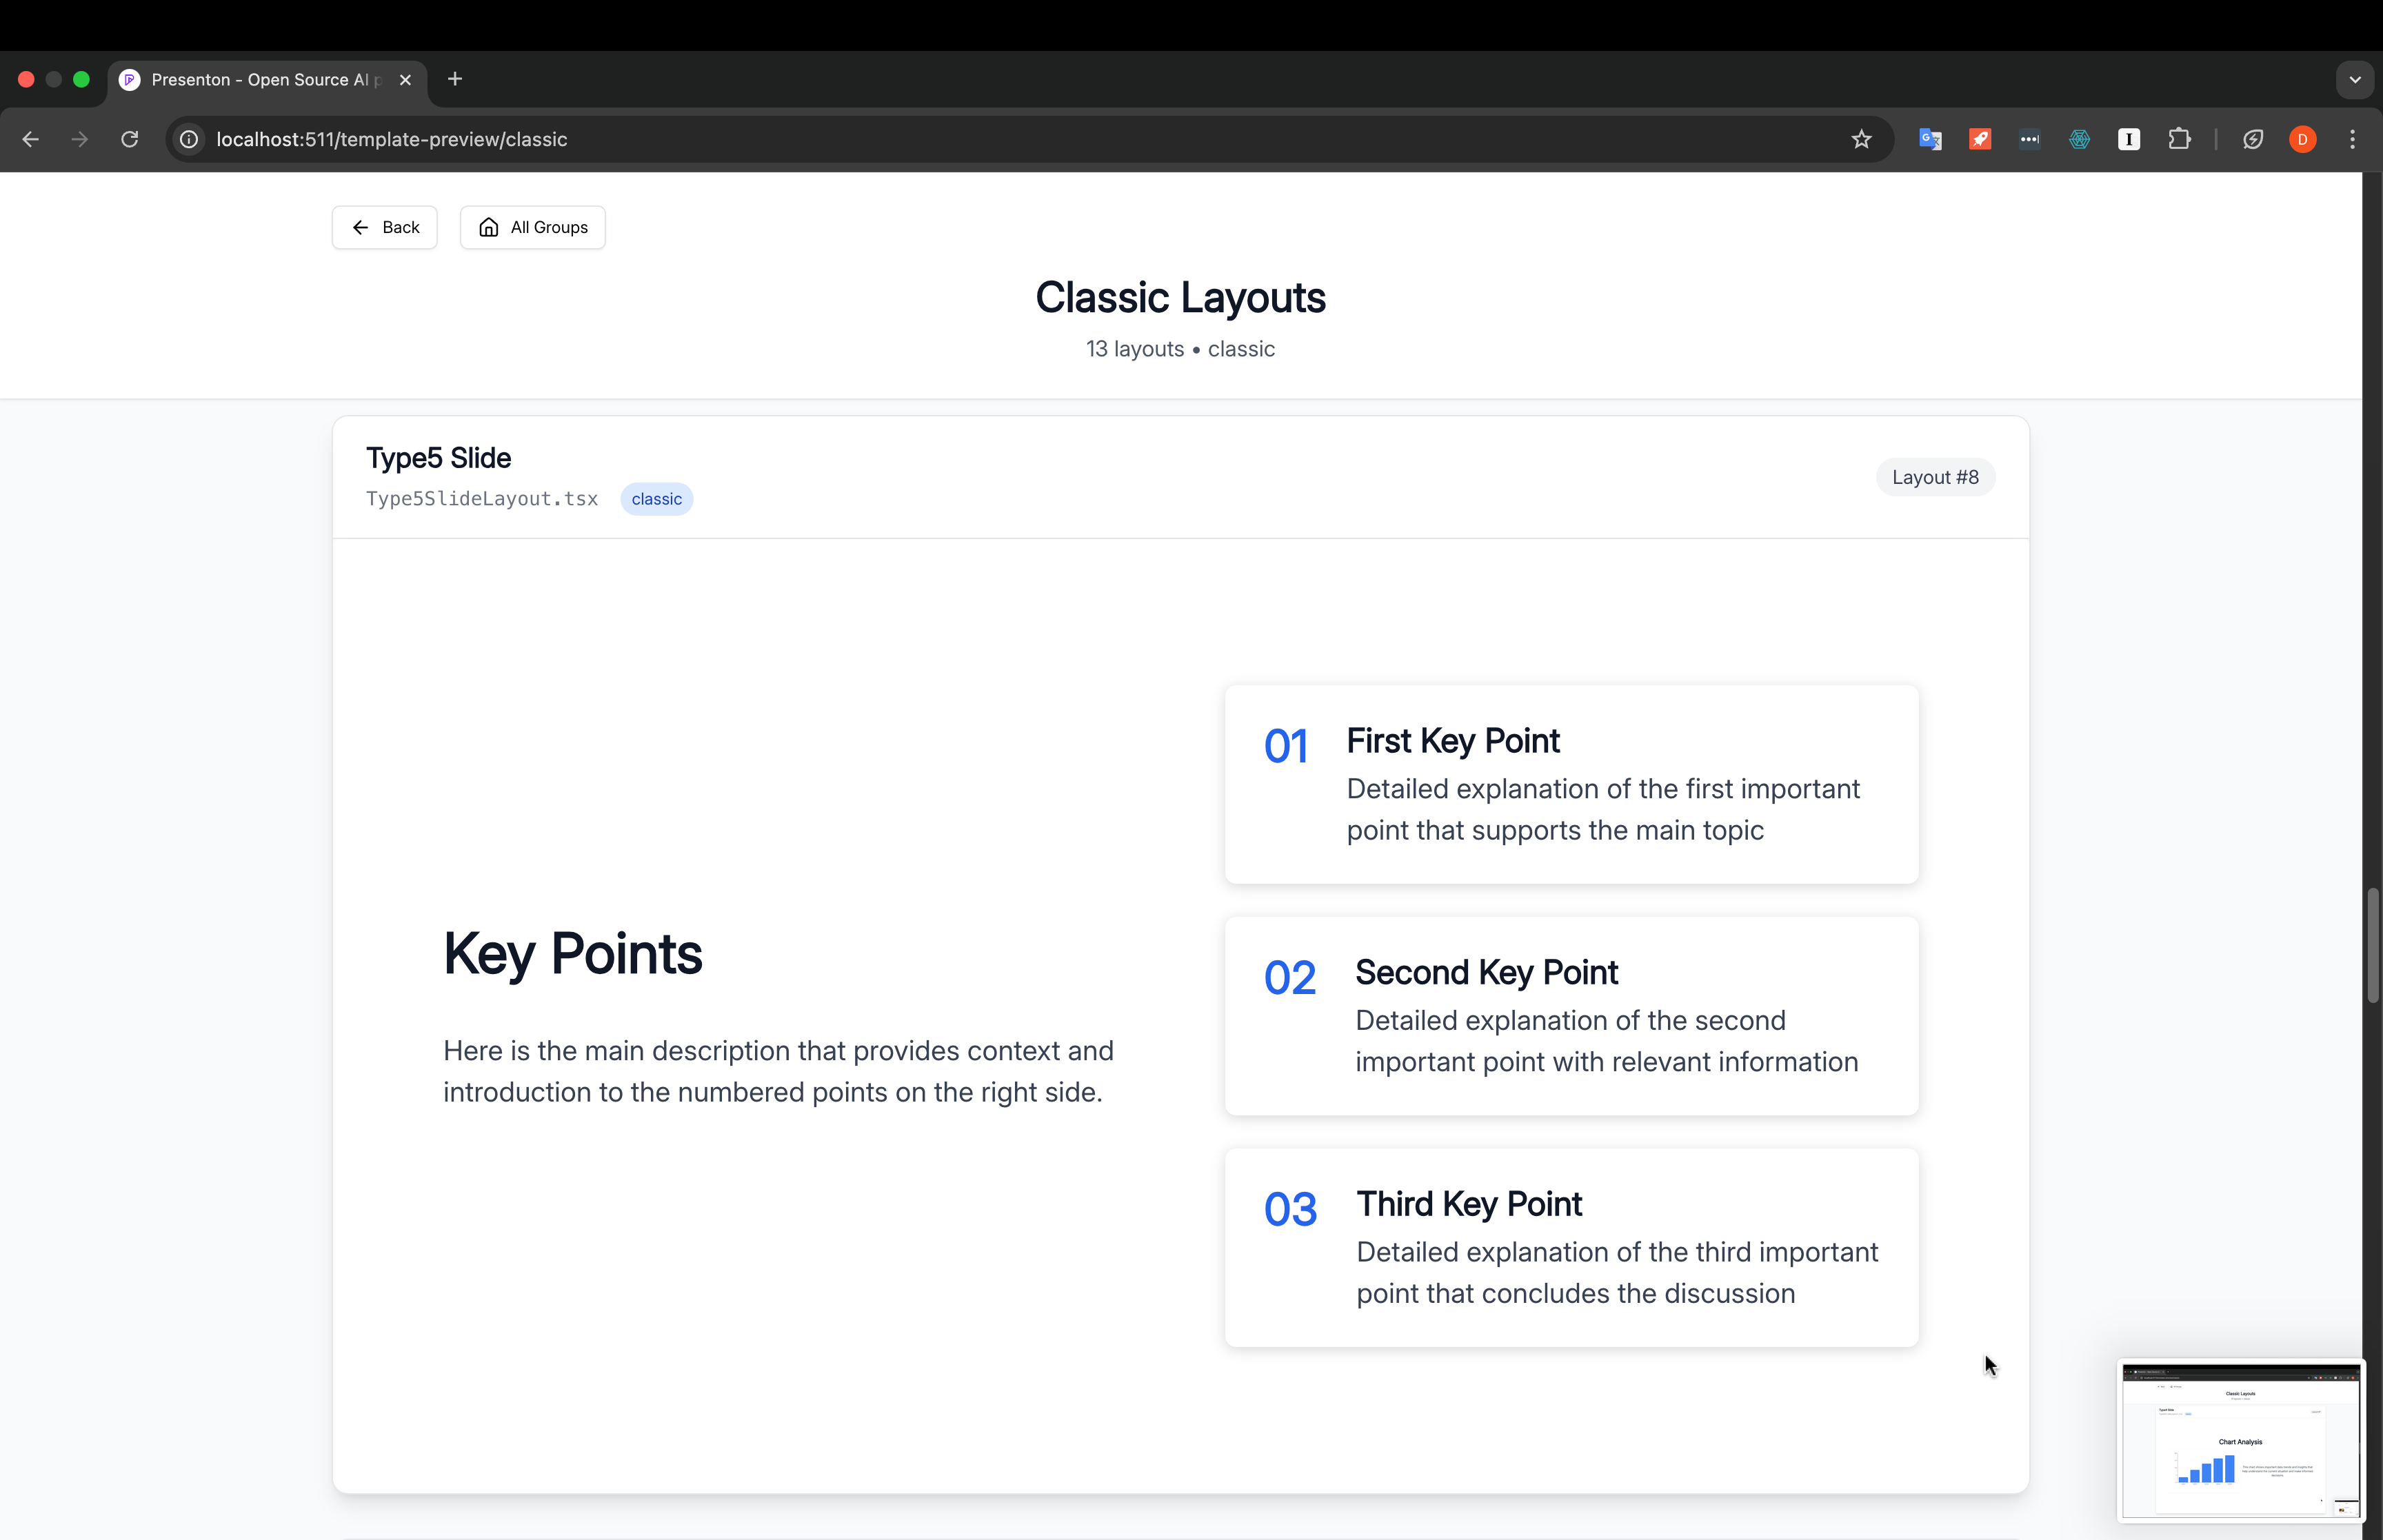 Presenton - Open Source AI p
localhost:511/template-preview/classic
D
Back
All Groups
Classic Layouts
13 layouts • classic
Type5 Slide
Type5SlideLayout.tsx
classic
Layout #8
Key Points
Here is the main description that provides context and
introduction to the numbered points on the right side.
01
First Key Point
Detailed explanation of the first important
point that supports the main topic
02
Second Key Point
Detailed explanation of the second
important point with relevant information
03
Third Key Point
Detailed explanation of the third important
point that concludes the discussion
Classic Layouts
Chart Analysis